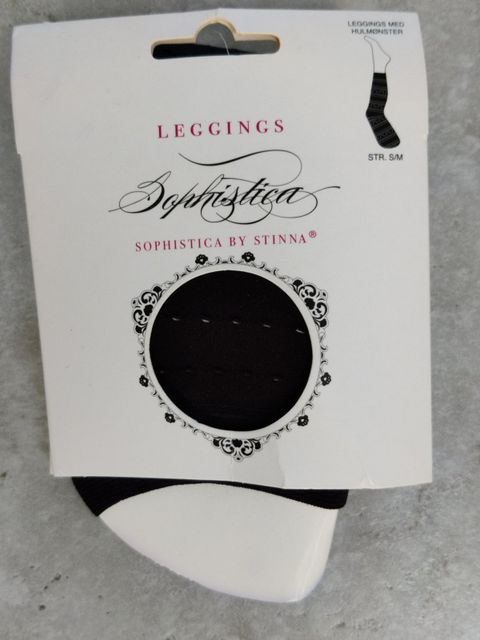 LEGGINGS MED
HULMØNSTER
STR. S/M
LEGGINGS
Sophistica
SOPHISTICA BY STINNA®